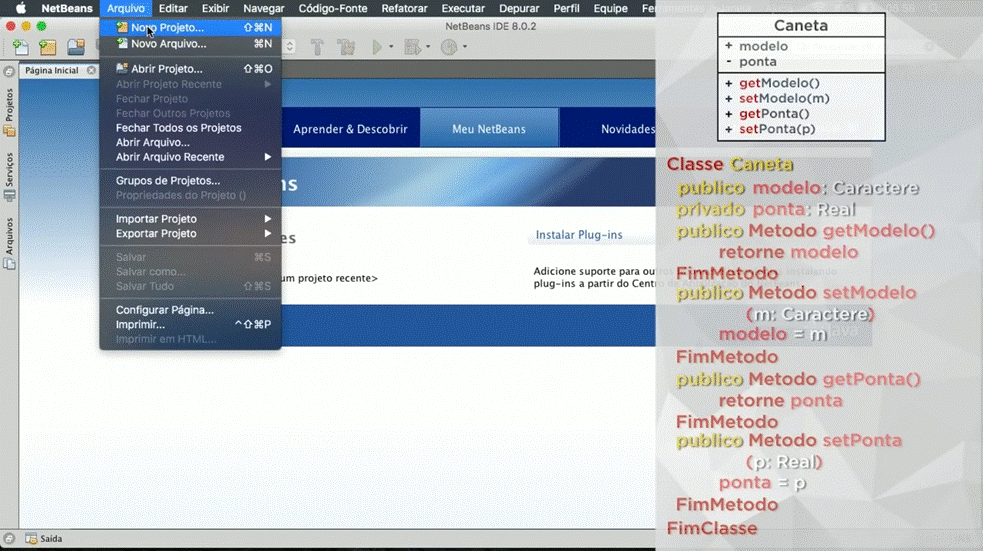 NetBeans Arquivo Editar Exibir Navegar Código-Fonte Refatorar Executar Depurar Perfil Equipe
NetBeans IDE 8.0.2
Página Inicial
Projetos
Serviços
Arquivos
Novo Projeto... ⇧⌘N
Novo Arquivo... ⌘N
Abrir Projeto... ⇧⌘O
Abrir Projeto Recente
Fechar Projeto
Fechar Outros Projetos
Fechar Todos os Projetos
Abrir Arquivo...
Abrir Arquivo Recente
Grupos de Projetos...
Propriedades do Projeto ()
Importar Projeto
Exportar Projeto
Salvar ⌘S
Salvar como...
Salvar Tudo ⇧⌘S
Configurar Página...
Imprimir... ^⇧⌘P
Imprimir em HTML...
Aprender & Descobrir Meu NetBeans Novidades
ns
es
um projeto recente>
Instalar Plug-ins
Adicione suporte para outros
plug-ins a partir do Centro de
Saída
Caneta
+ modelo
- ponta
+ getModelo()
+ setModelo(m)
+ getPonta()
+ setPonta(p)
Classe Caneta
publico modelo: Caractere
privado ponta: Real
publico Metodo getModelo()
retorne modelo
FimMetodo
publico Metodo setModelo
(m: Caractere)
modelo = m
FimMetodo
publico Metodo getPonta()
retorne ponta
FimMetodo
publico Metodo setPonta
(p: Real)
ponta = p
FimMetodo
FimClasse